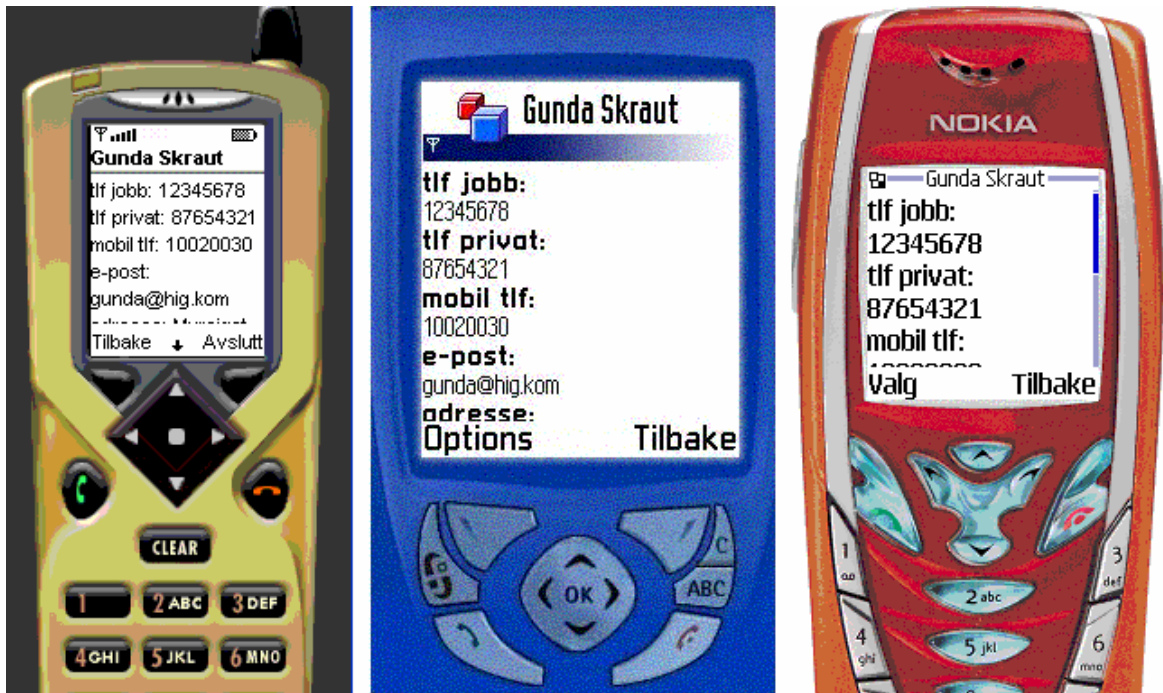 Gunda Skraut
tlf jobb: 12345678
tlf privat: 87654321
mobil tlf: 10020030
e-post:
gunda@hig.kom
Tilbake Avslutt
CLEAR
1 2 ABC 3 DEF
4 GHI 5 JKL 6 MNO
Gunda Skraut
tlf jobb:
12345678
tlf privat:
87654321
mobil tlf:
10020030
e-post:
gunda@hig.kom
adresse:
Options Tilbake
C
OK ABC
NOKIA
Gunda Skraut
tlf jobb:
12345678
tlf privat:
87654321
mobil tlf:
Valg Tilbake
1 3 def
2 abc
4 ghi 5 jkl 6 mno